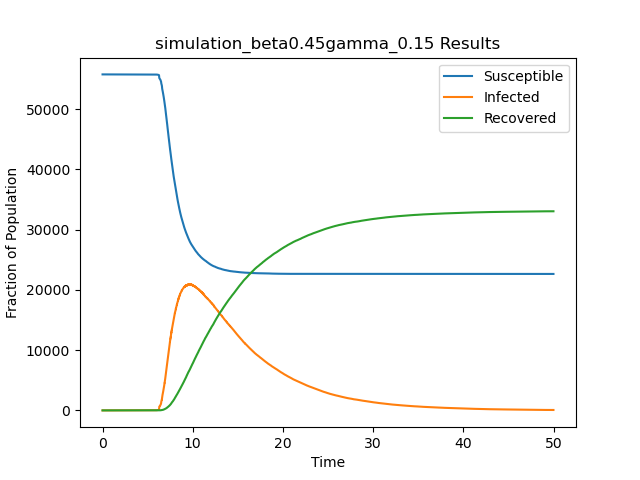 simulation_beta0.45gamma_0.15 Results
Susceptible
Infected
Recovered
Fraction of Population
50000
40000
30000
20000
10000
0
0 10 20 30 40 50
Time